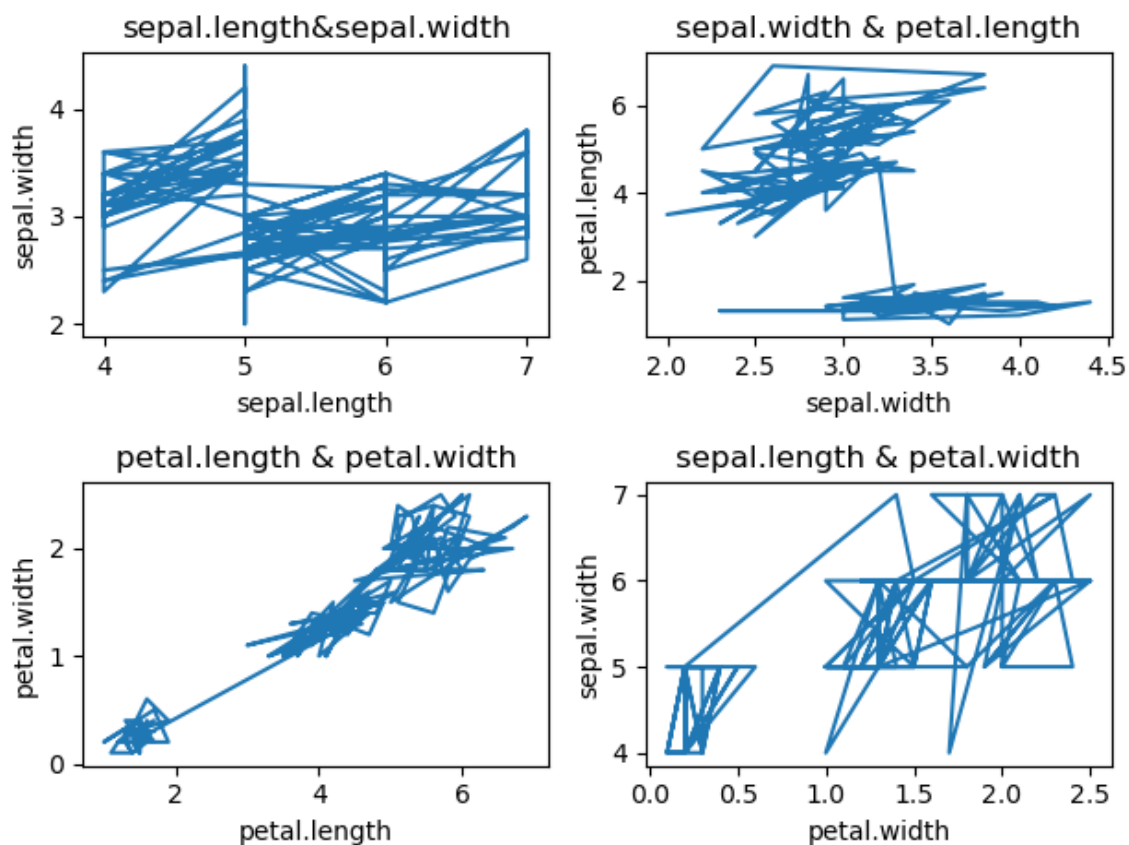 sepal.length&sepal.width
4
3
2
sepal.width
4
5
6
7
sepal.length
sepal.width & petal.length
6
4
2
petal.length
2.0
2.5
3.0
3.5
4.0
4.5
sepal.width
petal.length & petal.width
2
1
0
petal.width
2
4
6
petal.length
sepal.length & petal.width
7
6
5
4
sepal.width
0.0
0.5
1.0
1.5
2.0
2.5
petal.width